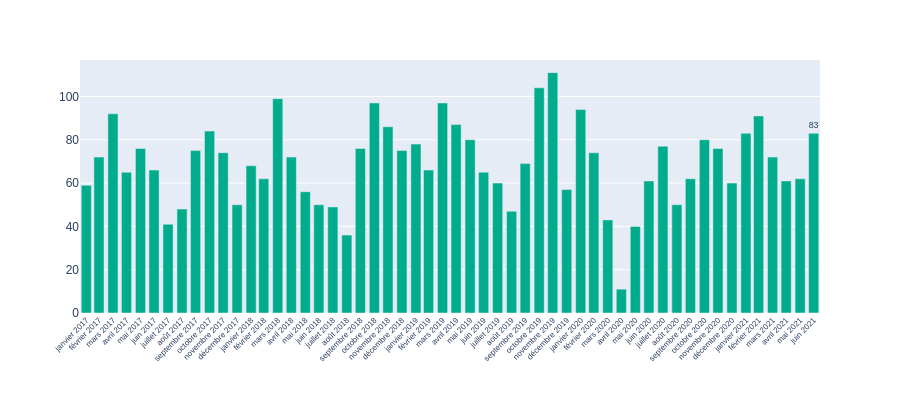 100
80
60
40
20
0
83
janvier 2017
février 2017
mars 2017
avril 2017
mai 2017
juin 2017
juillet 2017
août 2017
septembre 2017
octobre 2017
novembre 2017
décembre 2017
janvier 2018
février 2018
mars 2018
avril 2018
mai 2018
juin 2018
juillet 2018
août 2018
septembre 2018
octobre 2018
novembre 2018
décembre 2018
janvier 2019
février 2019
mars 2019
avril 2019
mai 2019
juin 2019
juillet 2019
août 2019
septembre 2019
octobre 2019
novembre 2019
décembre 2019
janvier 2020
février 2020
mars 2020
avril 2020
mai 2020
juin 2020
juillet 2020
août 2020
septembre 2020
octobre 2020
novembre 2020
décembre 2020
janvier 2021
février 2021
mars 2021
avril 2021
mai 2021
juin 2021